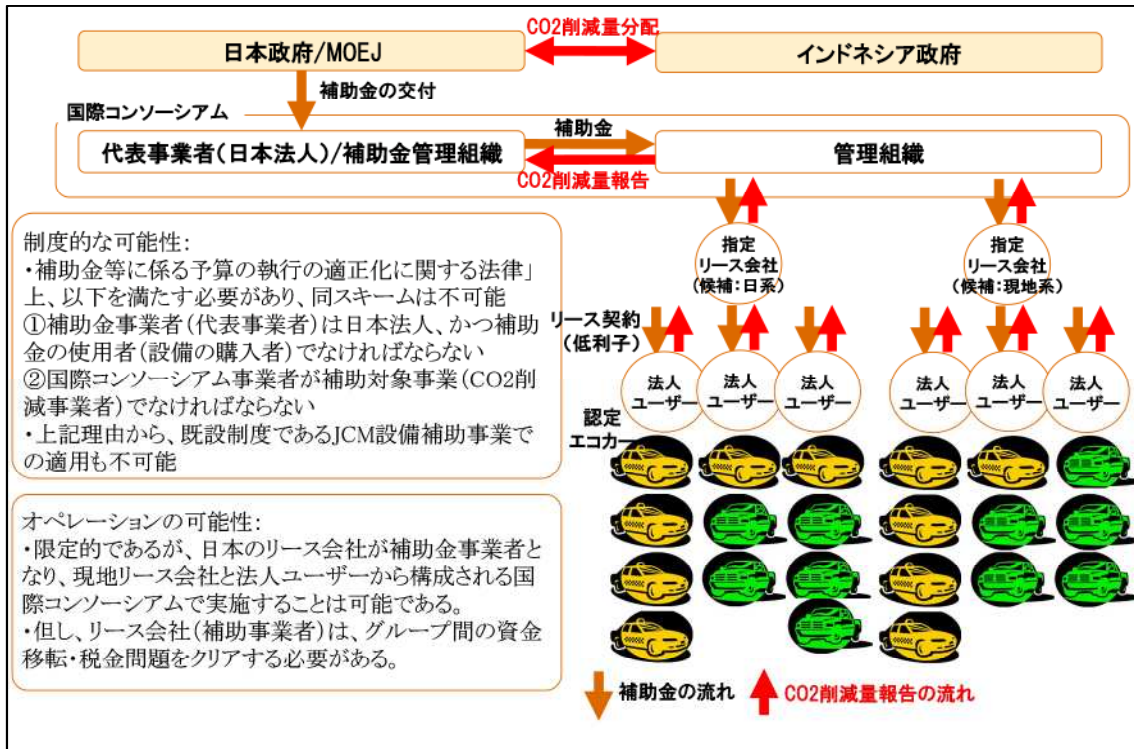 CO2削減量分配
日本政府/MOEJ
インドネシア政府
補助金の交付
国際コンソーシアム
補助金
代表事業者(日本法人)/補助金管理組織
管理組織
CO2削減量報告
制度的な可能性:
・補助金等に係る予算の執行の適正化に関する法律」
上、以下を満たす必要があり、同スキームは不可能
①補助金事業者(代表事業者)は日本法人、かつ補助
金の使用者(設備の購入者)でなければならない
②国際コンソーシアム事業者が補助対象事業(CO2削
減事業者)でなければならない
・上記理由から、既設制度であるJCM設備補助事業で
の適用も不可能
指定
リース会社
(候補:日系)
指定
リース会社
(候補:現地系)
リース契約
(低利子)
法人
ユーザー
法人
ユーザー
法人
ユーザー
法人
ユーザー
法人
ユーザー
法人
ユーザー
認定
エコカー
オペレーションの可能性:
・限定的であるが、日本のリース会社が補助金事業者と
なり、現地リース会社と法人ユーザーから構成される国
際コンソーシアムで実施することは可能である。
・但し、リース会社(補助事業者)は、グループ間の資金
移転・税金問題をクリアする必要がある。
補助金の流れ
CO2削減量報告の流れ